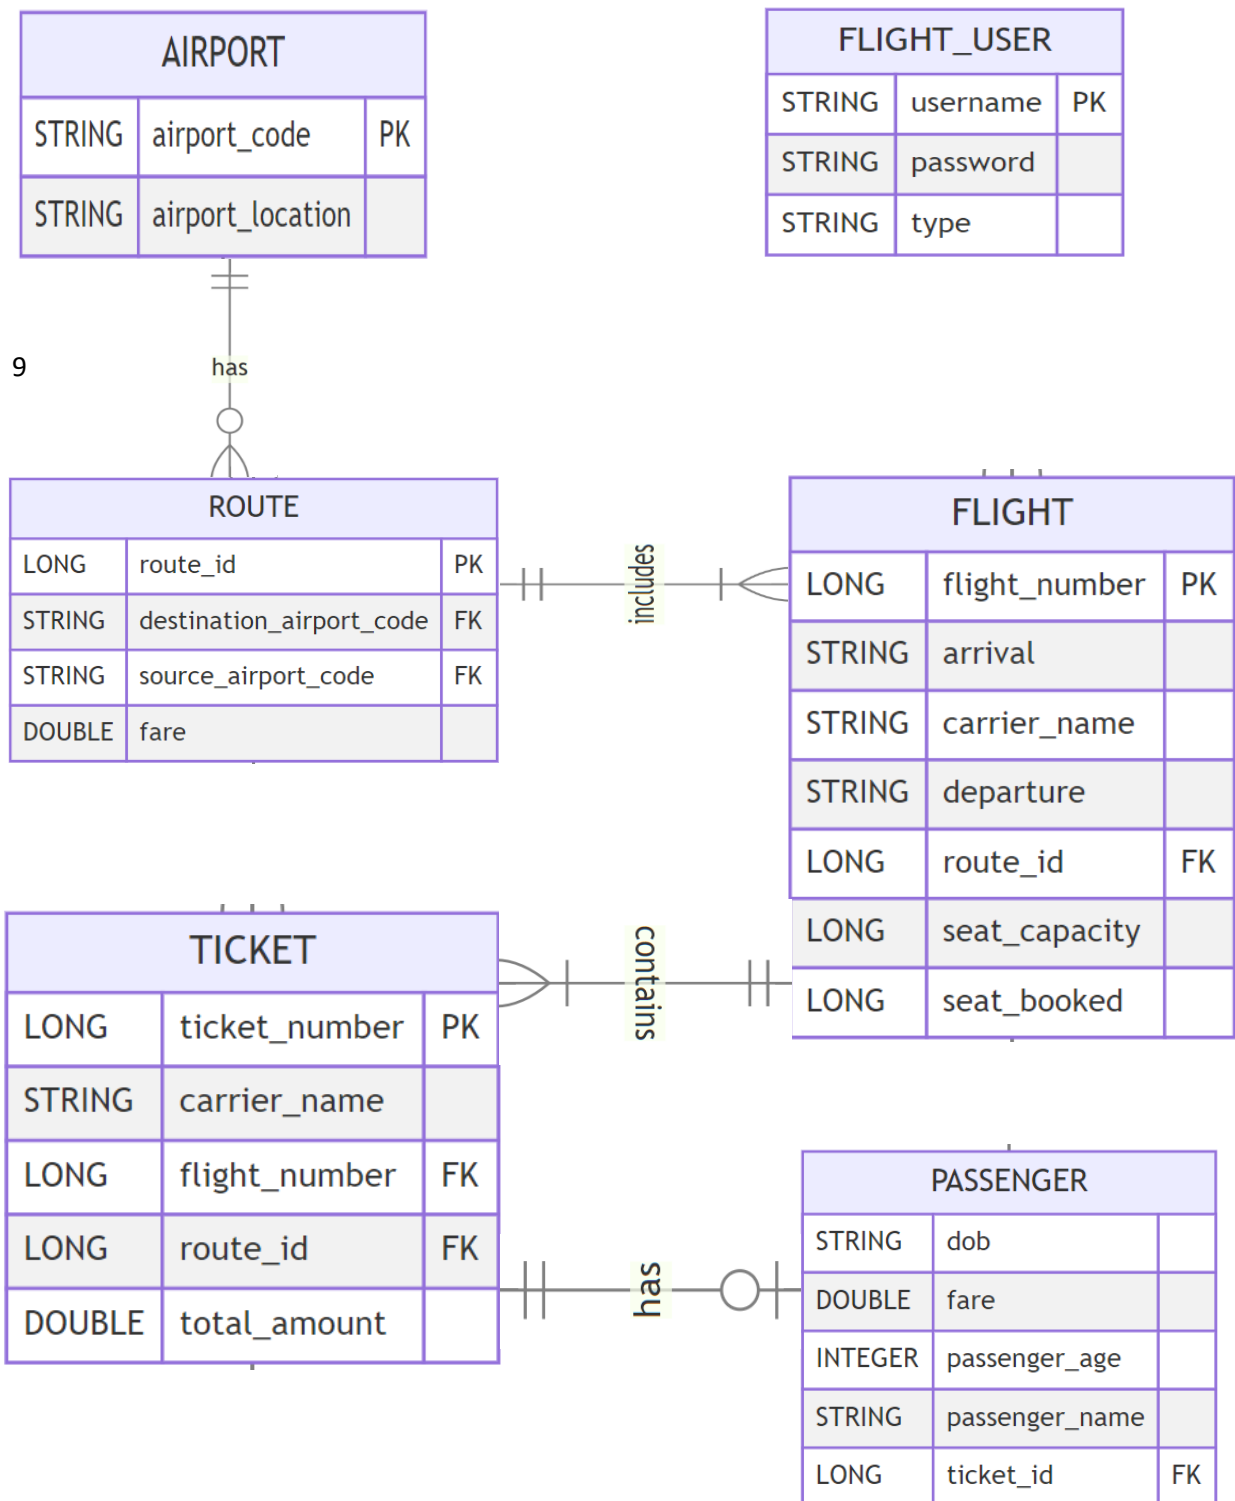 AIRPORT
STRING airport_code PK
STRING airport_location
FLIGHT_USER
STRING username PK
STRING password
STRING type
9
has
ROUTE
LONG route_id PK
STRING destination_airport_code FK
STRING source_airport_code FK
DOUBLE fare
includes
FLIGHT
LONG flight_number PK
STRING arrival
STRING carrier_name
STRING departure
LONG route_id FK
LONG seat_capacity
LONG seat_booked
contains
TICKET
LONG ticket_number PK
STRING carrier_name
LONG flight_number FK
LONG route_id FK
DOUBLE total_amount
has
PASSENGER
STRING dob
DOUBLE fare
INTEGER passenger_age
STRING passenger_name
LONG ticket_id FK